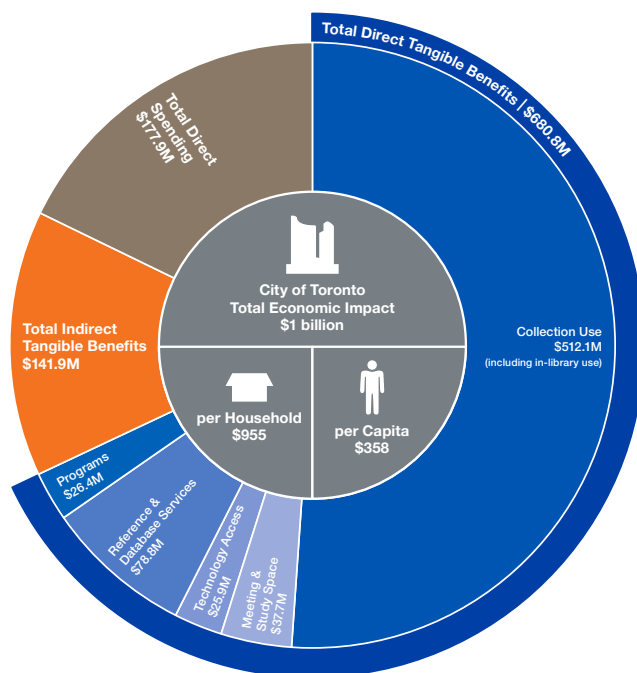 Total Direct Tangible Benefits | $680.8M
Total Direct
Spending
$177.9M
City of Toronto
Total Economic Impact
$1 billion
Total Indirect
Tangible Benefits
$141.9M
Collection Use
$512.1M
(including in-library use)
per Household
$955
per Capita
$358
Programs
$26.4M
Reference &
Database Services
$78.8M
Technology Access
$25.9M
Meeting &
Study Space
$37.7M